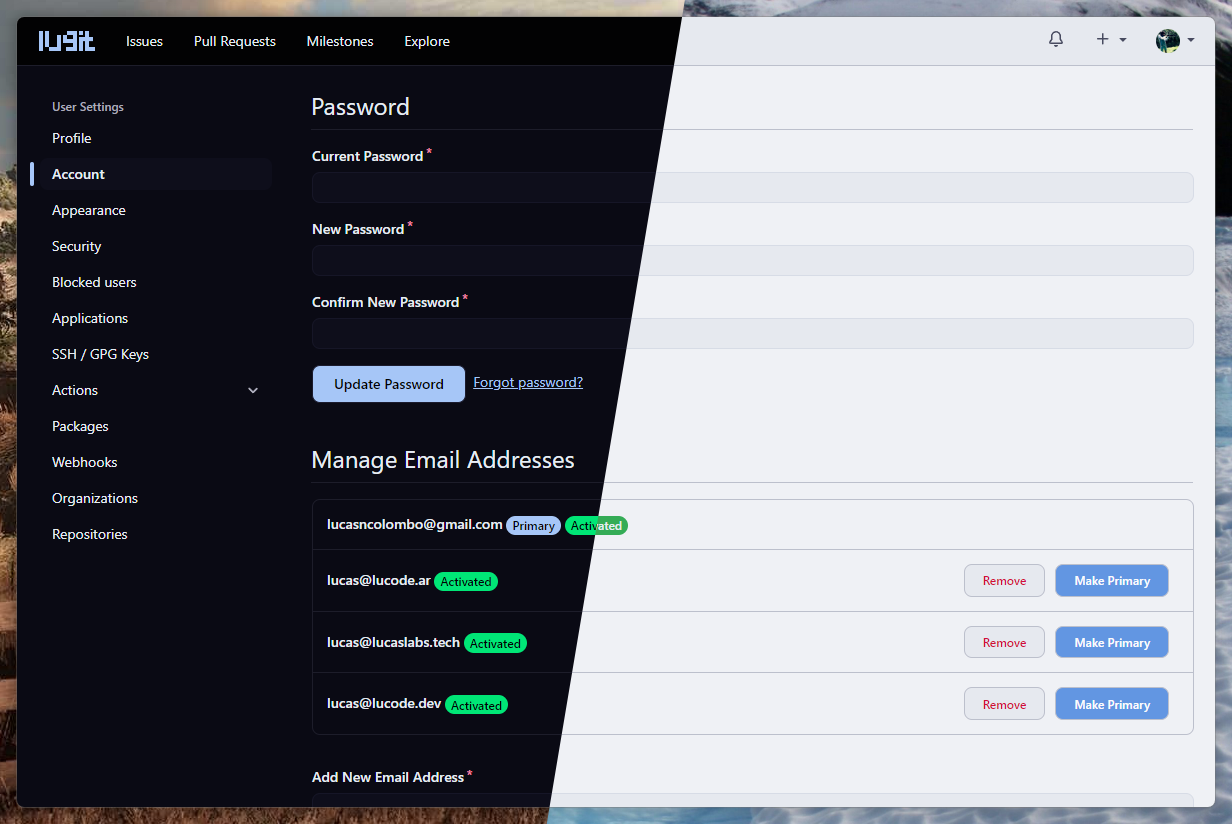 lugit Issues Pull Requests Milestones Explore
User Settings
Profile
Account
Appearance
Security
Blocked users
Applications
SSH / GPG Keys
Actions
Packages
Webhooks
Organizations
Repositories
Password
Current Password *
New Password *
Confirm New Password *
Update Password Forgot password?
Manage Email Addresses
lucasncolombo@gmail.com Primary Activated
lucas@lucode.ar Activated Remove Make Primary
lucas@lucaslabs.tech Activated Remove Make Primary
lucas@lucode.dev Activated Remove Make Primary
Add New Email Address *